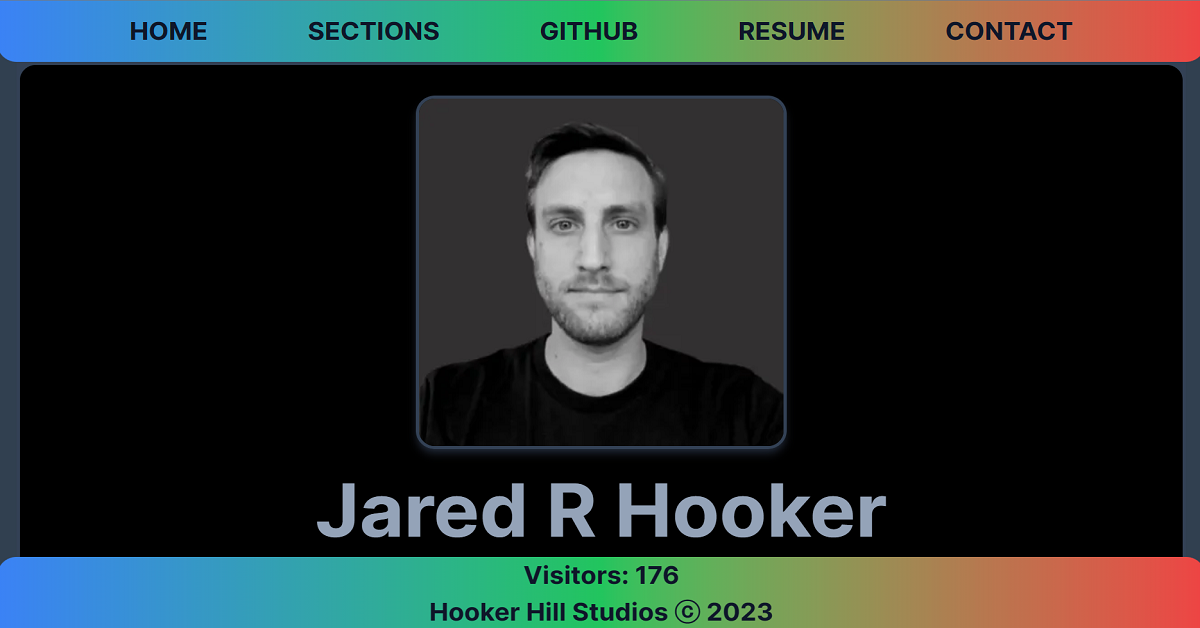 HOME SECTIONS GITHUB RESUME CONTACT
Jared R Hooker
Visitors: 176
Hooker Hill Studios ⓒ 2023